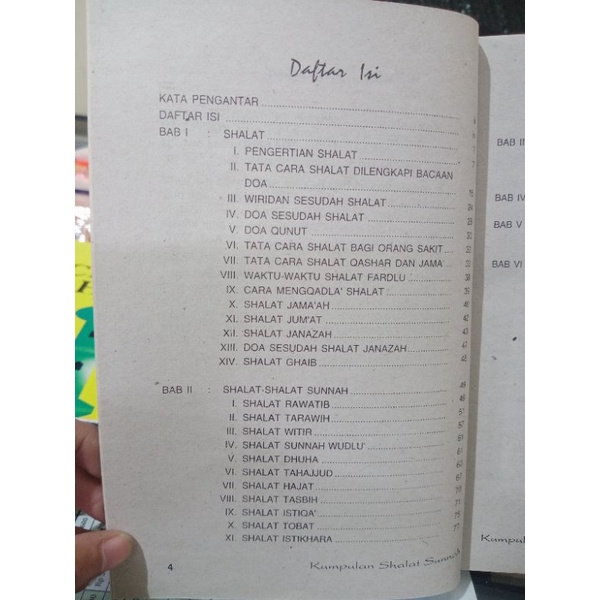 Daftar Isi
KATA PENGANTAR
DAFTAR ISI
BAB I : SHALAT
I. PENGERTIAN SHALAT
II. TATA CARA SHALAT DILENGKAPI BACAAN
DOA
III. WIRIDAN SESUDAH SHALAT
IV. DOA SESUDAH SHALAT
V. DOA QUNUT
VI. TATA CARA SHALAT BAGI ORANG SAKIT
VII. TATA CARA SHALAT QASHAR DAN JAMA'
VIII. WAKTU-WAKTU SHALAT FARDLU
IX. CARA MENGQADLA' SHALAT
X. SHALAT JAMA'AH
XI. SHALAT JUM'AT
XII. SHALAT JANAZAH
XIII. DOA SESUDAH SHALAT JANAZAH
XIV. SHALAT GHAIB
BAB II : SHALAT-SHALAT SUNNAH
I. SHALAT RAWATIB
II. SHALAT TARAWIH
III. SHALAT WITIR
IV. SHALAT SUNNAH WUDLU'
V. SHALAT DHUHA
VI. SHALAT TAHAJJUD
VII. SHALAT HAJAT
VIII. SHALAT TASBIH
IX. SHALAT ISTIQA'
X. SHALAT TOBAT
XI. SHALAT ISTIKHARA
4 Kumpulan Shalat Sunnah
BAB III
BAB IV
BAB V
BAB VI